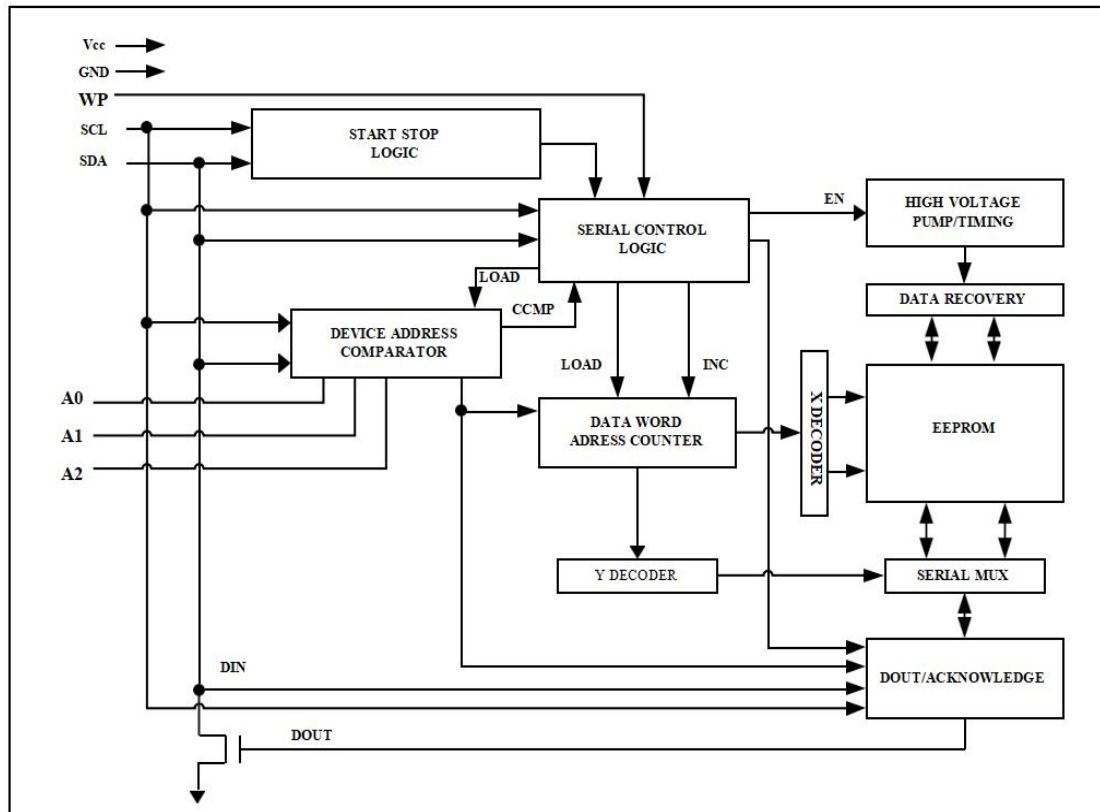 Vcc
GND
WP
SCL
SDA
START STOP
LOGIC
SERIAL CONTROL
LOGIC
EN
HIGH VOLTAGE
PUMP/TIMING
DATA RECOVERY
LOAD
CCMP
DEVICE ADDRESS
COMPARATOR
LOAD
INC
A0
A1
A2
DATA WORD
ADRESS COUNTER
X DECODER
EEPROM
Y DECODER
SERIAL MUX
DIN
DOUT/ACKNOWLEDGE
DOUT